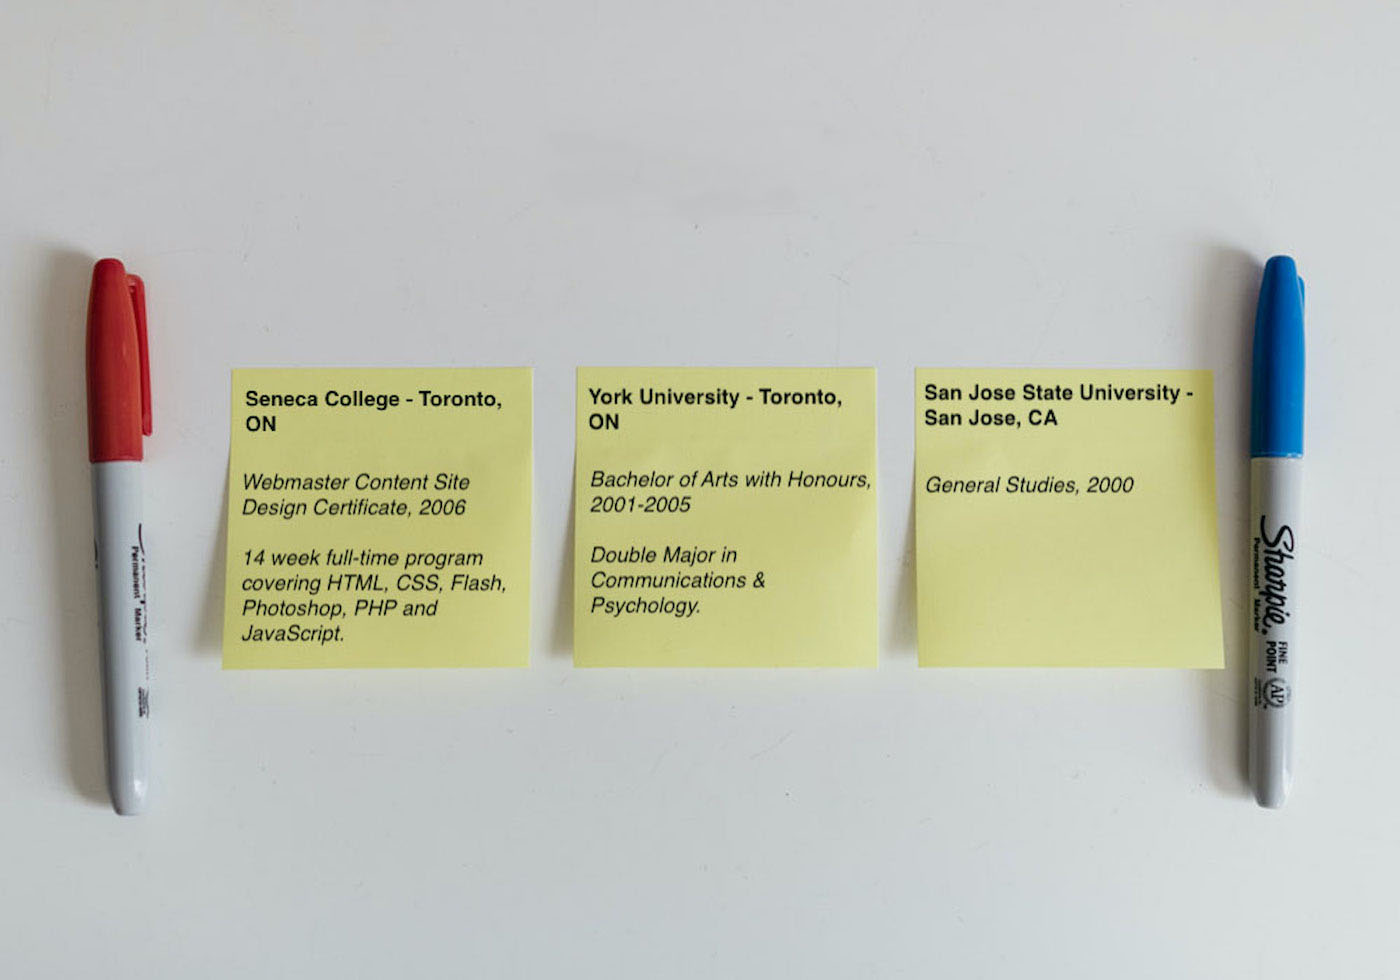 Seneca College - Toronto,
ON
Webmaster Content Site
Design Certificate, 2006
14 week full-time program
covering HTML, CSS, Flash,
Photoshop, PHP and
JavaScript.
York University - Toronto,
ON
Bachelor of Arts with Honours,
2001-2005
Double Major in
Communications &
Psychology.
San Jose State University -
San Jose, CA
General Studies, 2000
Permanent Marker
Sharpie.
Permanent Marker
FINE
POINT
AP